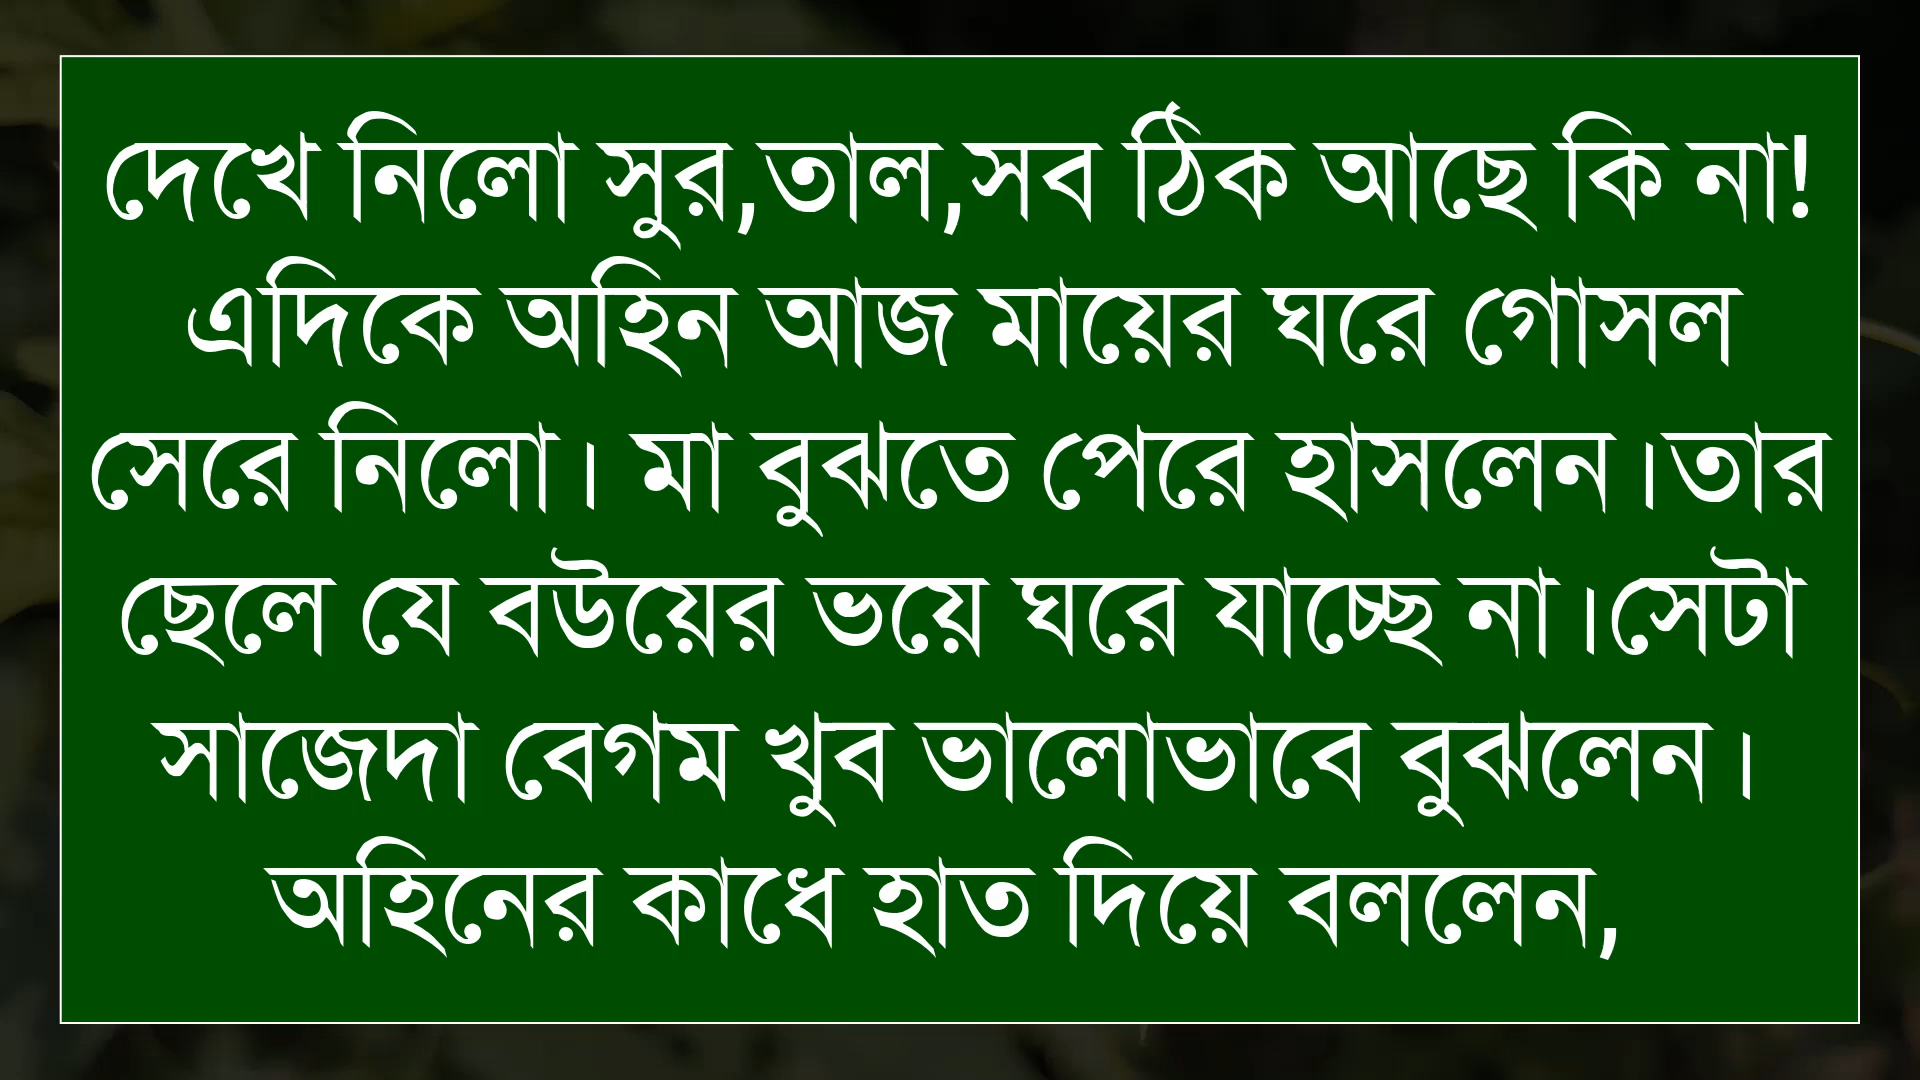 দেখে নিলো সুর,তাল,সব ঠিক আছে কি না!
এদিকে অহিন আজ মায়ের ঘরে গোসল
সেরে নিলো। মা বুঝতে পেরে হাসলেন।তার
ছেলে যে বউয়ের ভয়ে ঘরে যাচ্ছে না।সেটা
সাজেদা বেগম খুব ভালোভাবে বুঝলেন।
অহিনের কাধে হাত দিয়ে বললেন,